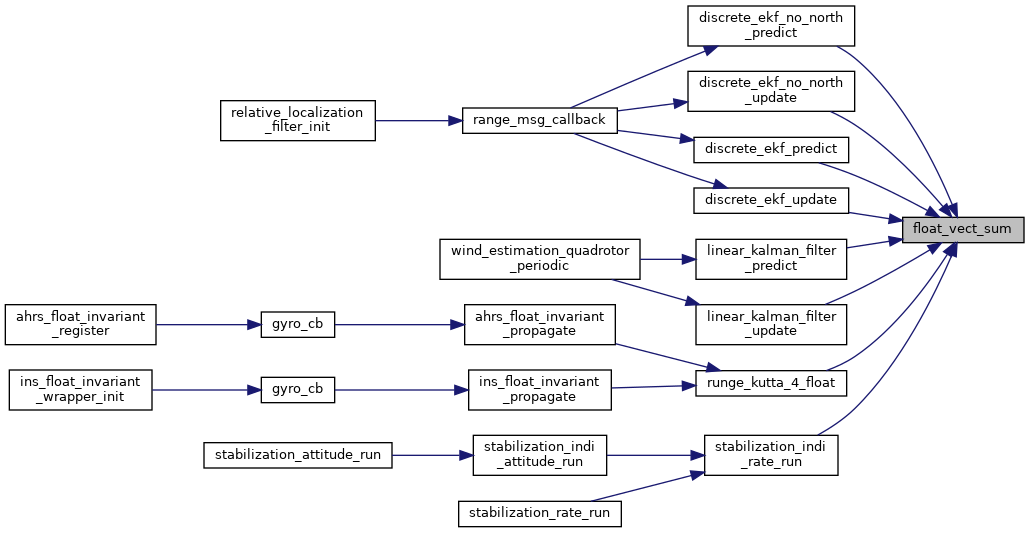 discrete_ekf_no_north
_predict
discrete_ekf_no_north
_update
relative_localization
_filter_init
range_msg_callback
discrete_ekf_predict
discrete_ekf_update
float_vect_sum
wind_estimation_quadrotor
_periodic
linear_kalman_filter
_predict
ahrs_float_invariant
_register
gyro_cb
ahrs_float_invariant
_propagate
linear_kalman_filter
_update
ins_float_invariant
_wrapper_init
gyro_cb
ins_float_invariant
_propagate
runge_kutta_4_float
stabilization_attitude_run
stabilization_indi
_attitude_run
stabilization_indi
_rate_run
stabilization_rate_run